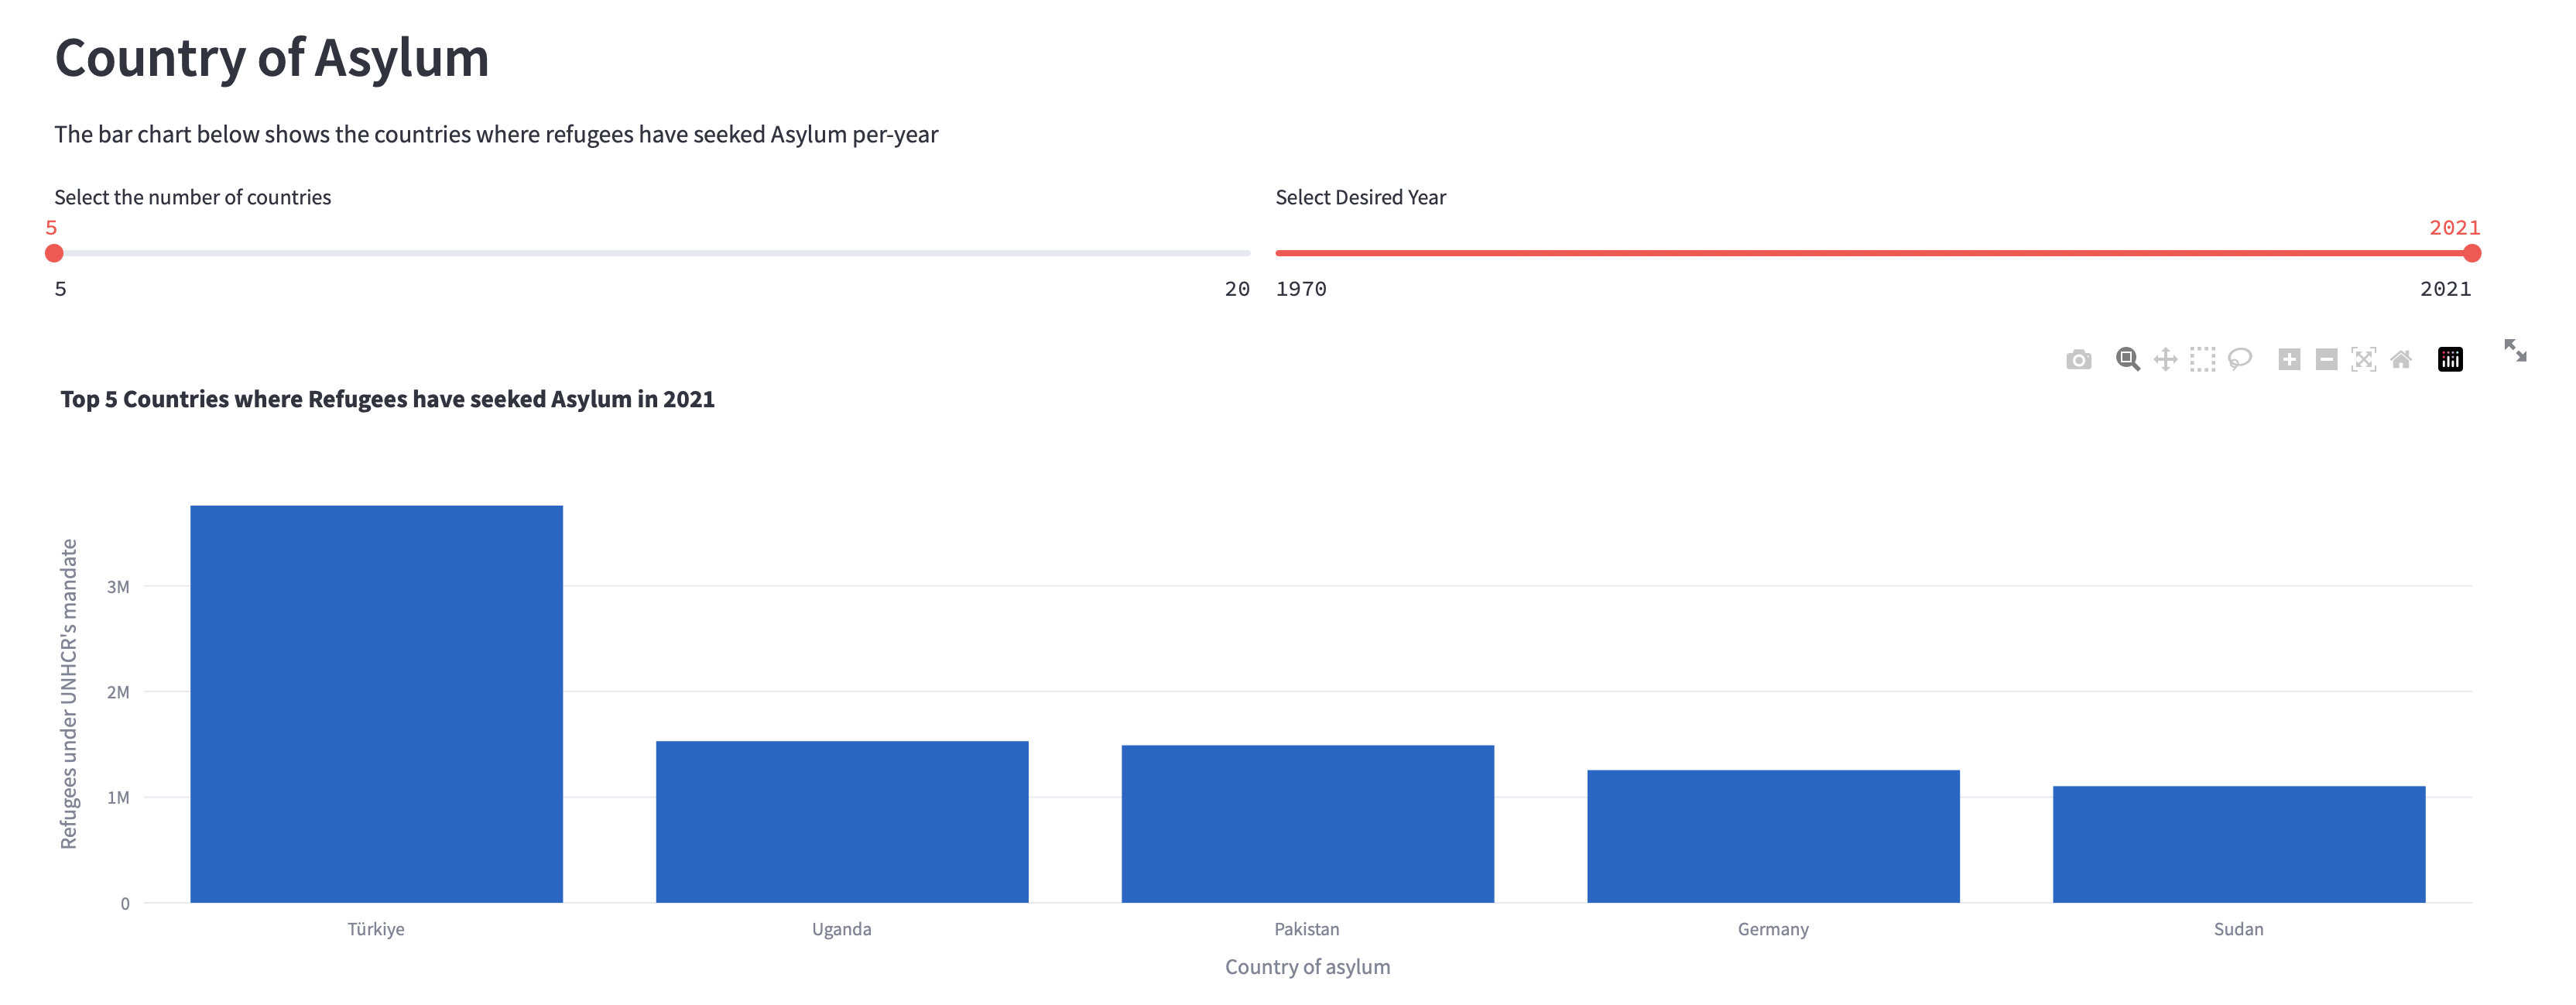 Country of Asylum
The bar chart below shows the countries where refugees have seeked Asylum per-year
Select the number of countries
5
5
20
Select Desired Year
2021
1970
2021
Top 5 Countries where Refugees have seeked Asylum in 2021
Refugees under UNHCR's mandate
3M
2M
1M
0
Türkiye
Uganda
Pakistan
Germany
Sudan
Country of asylum